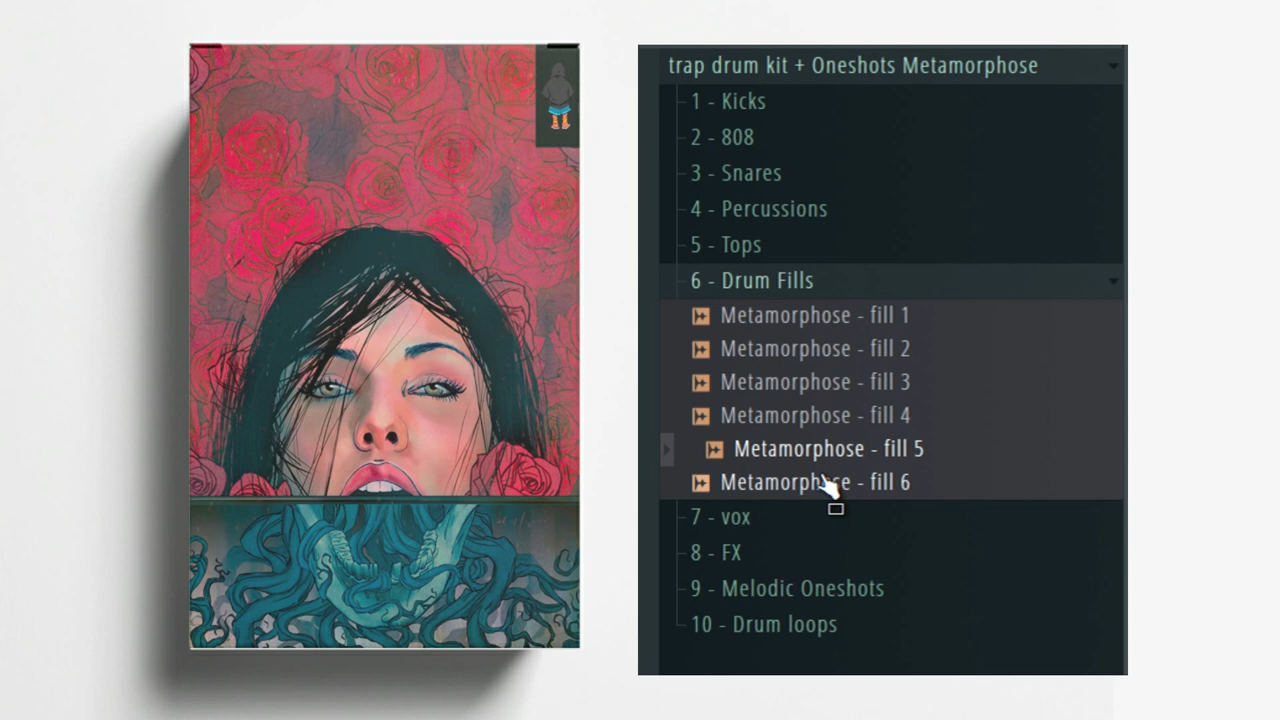 trap drum kit + Oneshots Metamorphose
1 - Kicks
2 - 808
3 - Snares
4 - Percussions
5 - Tops
6 - Drum Fills
Metamorphose - fill 1
Metamorphose - fill 2
Metamorphose - fill 3
Metamorphose - fill 4
Metamorphose - fill 5
Metamorphose - fill 6
7 - vox
8 - FX
9 - Melodic Oneshots
10 - Drum loops